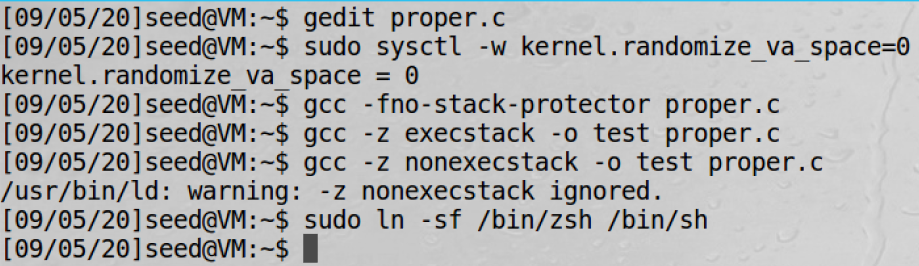 [09/05/20]seed@VM:~$ gedit proper.c
[09/05/20]seed@VM:~$ sudo sysctl -w kernel.randomize_va_space=0
kernel.randomize_va_space = 0
[09/05/20]seed@VM:~$ gcc -fno-stack-protector proper.c
[09/05/20]seed@VM:~$ gcc -z execstack -o test proper.c
[09/05/20]seed@VM:~$ gcc -z nonexecstack -o test proper.c
/usr/bin/ld: warning: -z nonexecstack ignored.
[09/05/20]seed@VM:~$ sudo ln -sf /bin/zsh /bin/sh
[09/05/20]seed@VM:~$